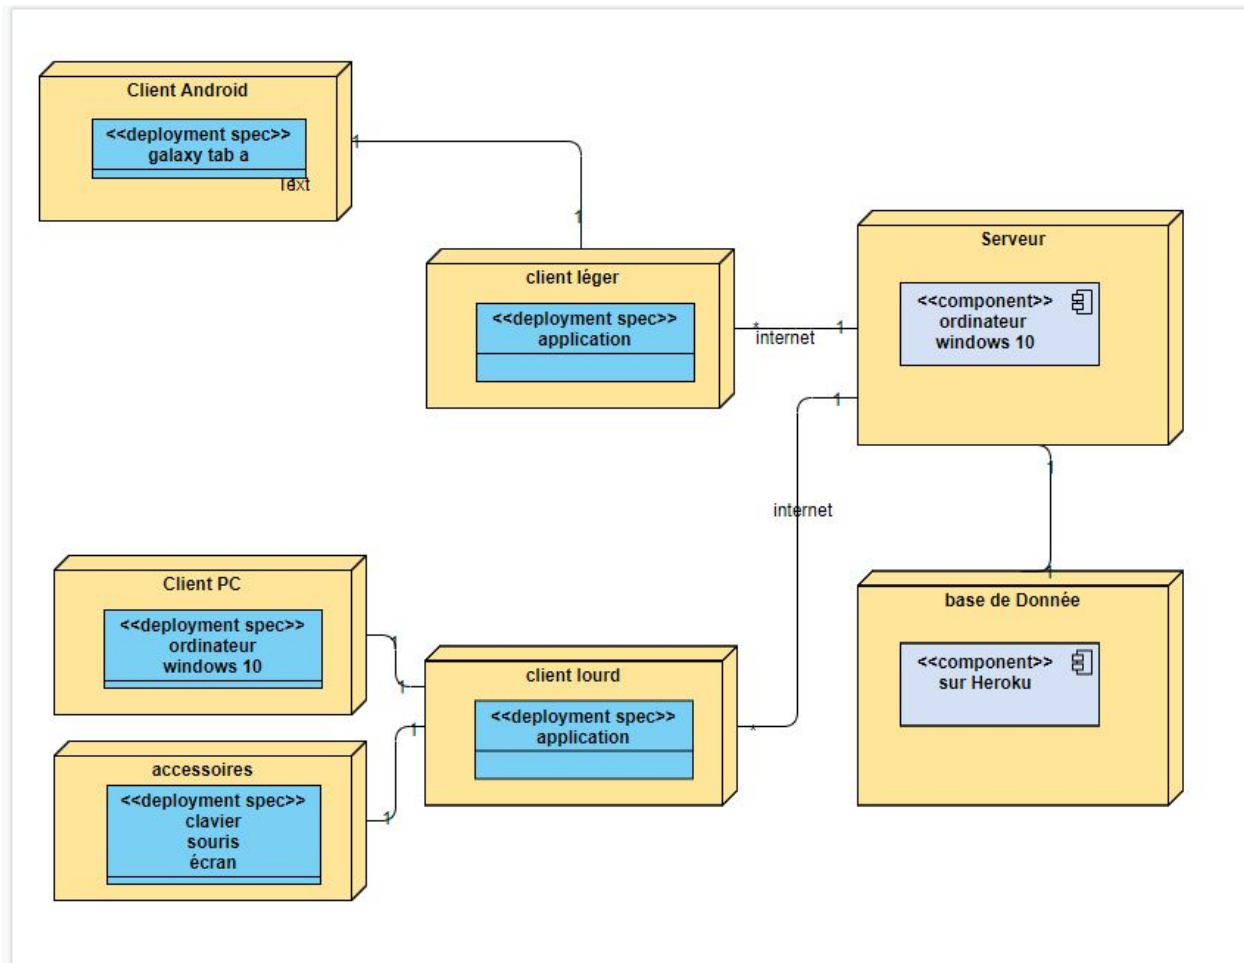 Client Android
<<deployment spec>>
galaxy tab a
Text
1
1
client léger
<<deployment spec>>
application
*
1
internet
Serveur
<<component>>
ordinateur
windows 10
1
internet
1
1
base de Donnée
<<component>>
sur Heroku
Client PC
<<deployment spec>>
ordinateur
windows 10
1
1
client lourd
<<deployment spec>>
application
*
1
1
accessoires
<<deployment spec>>
clavier
souris
écran